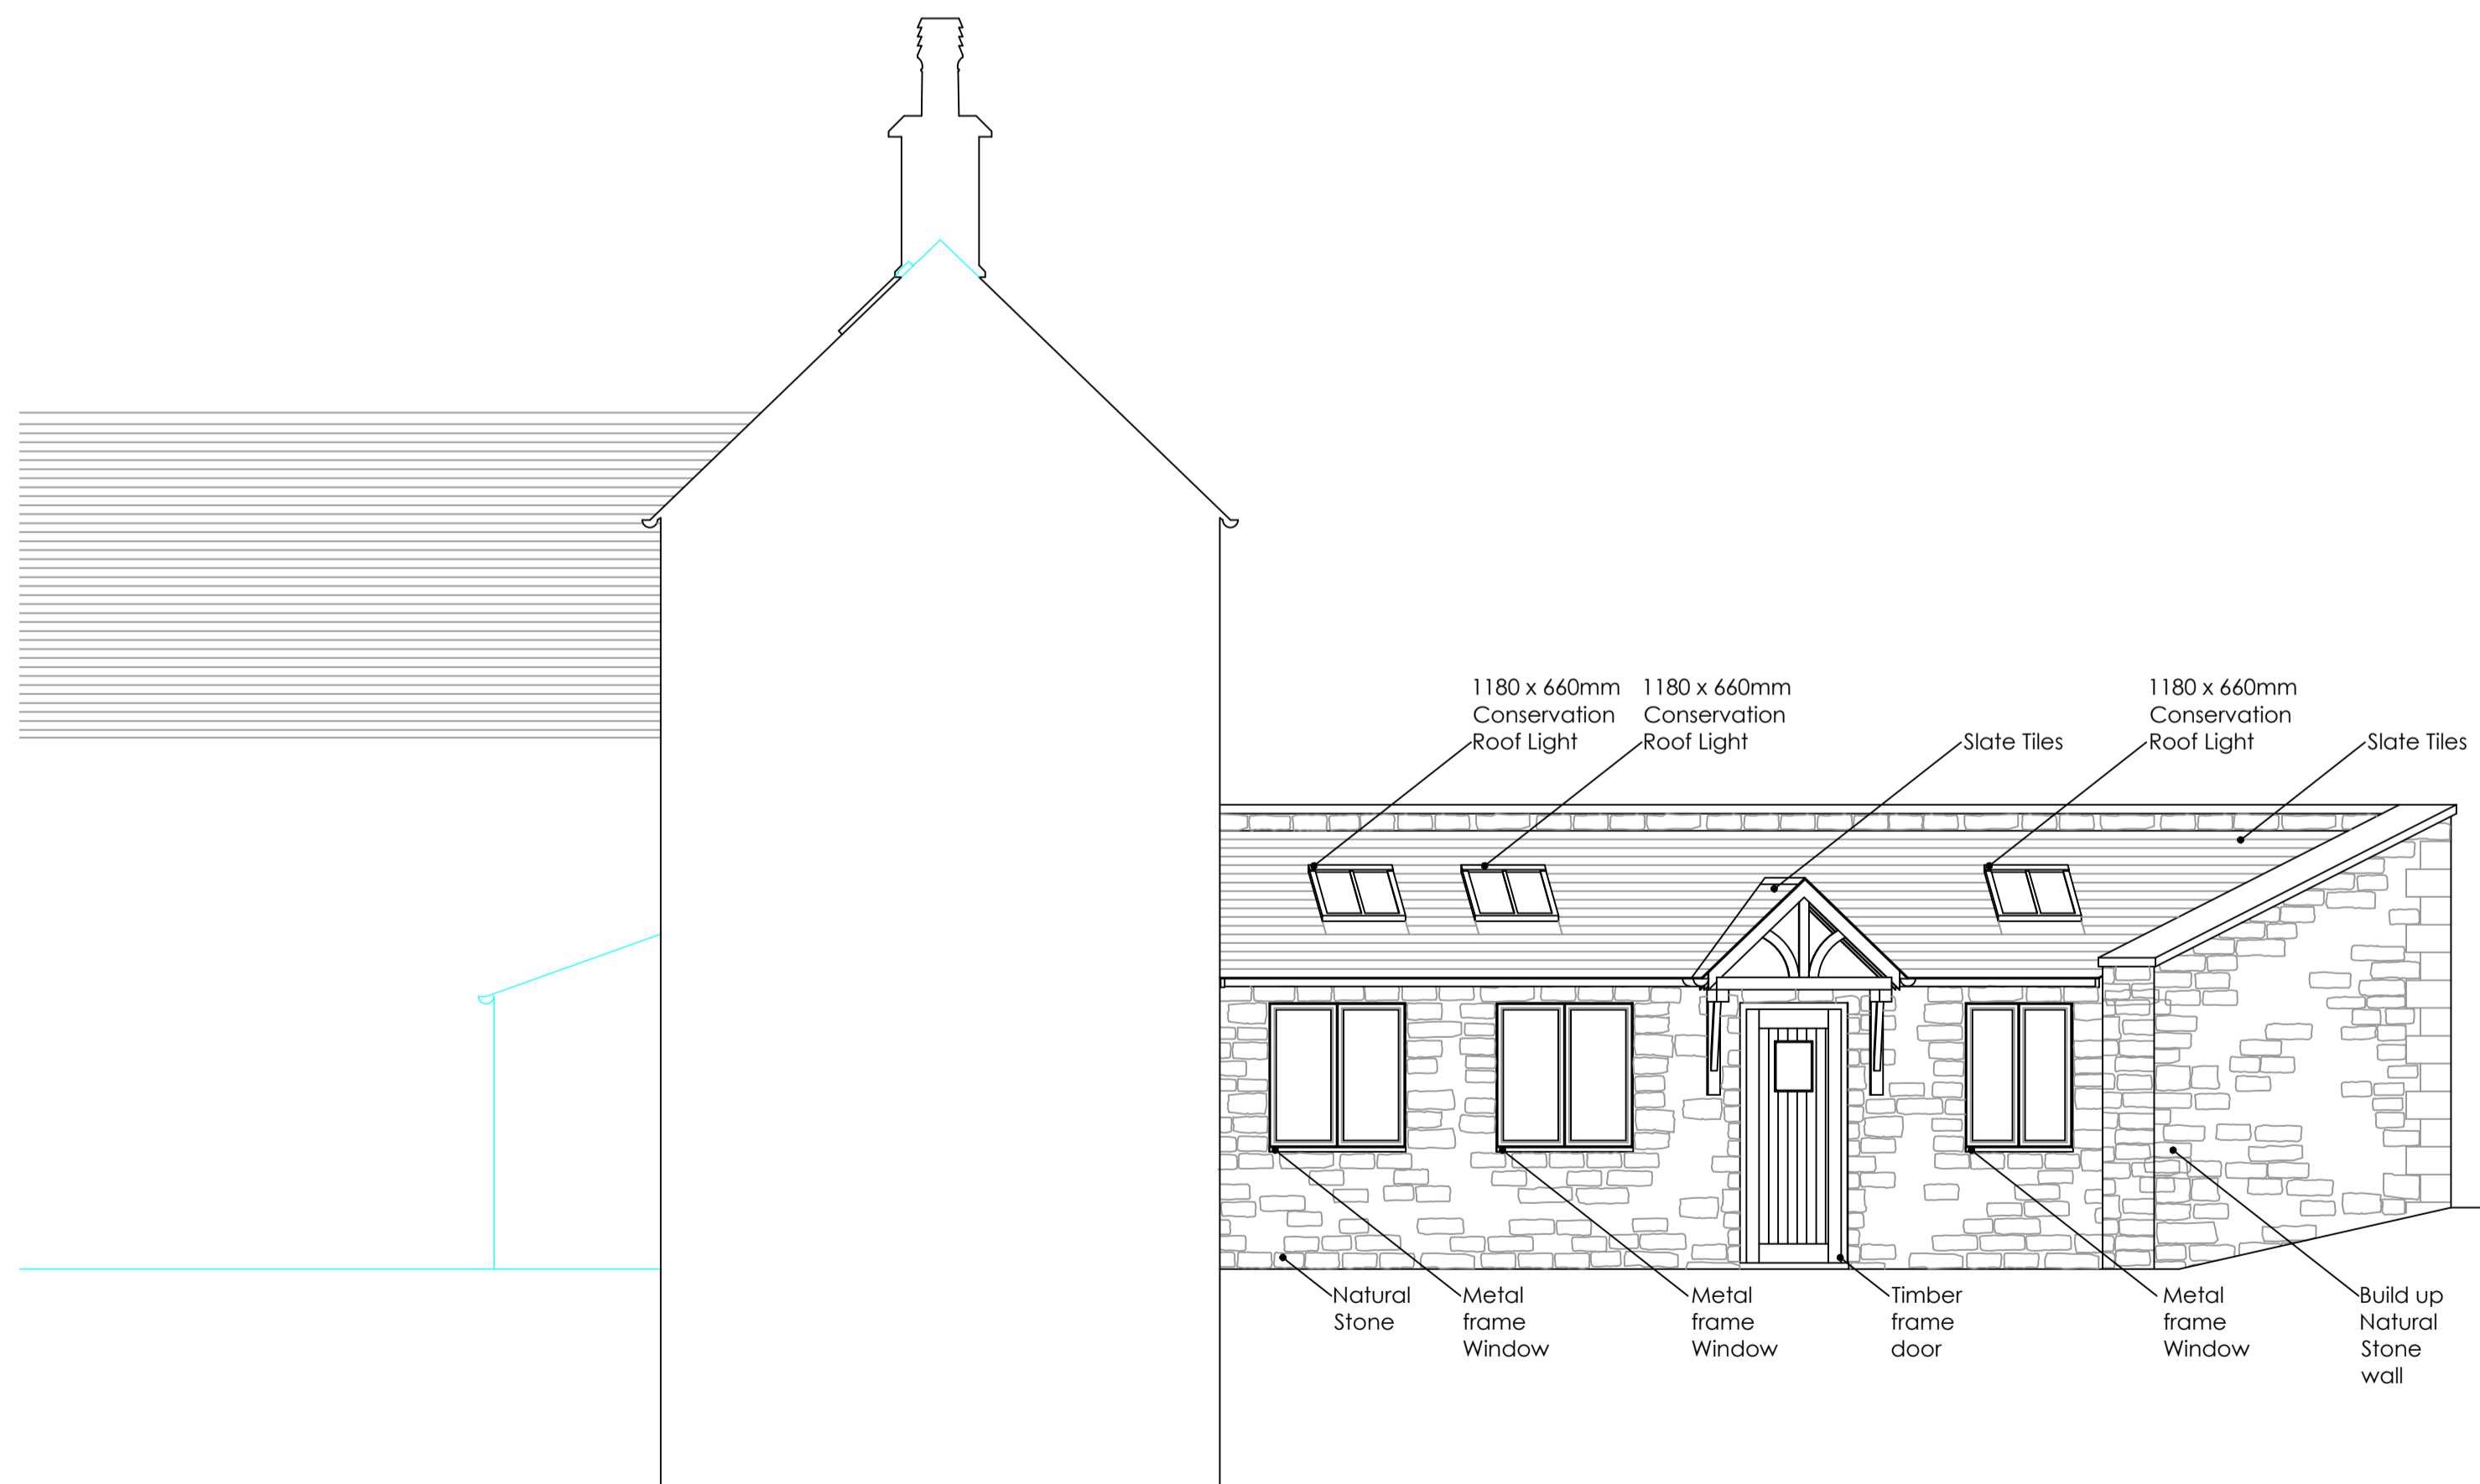 1180 x 660mm
Conservation
Roof Light
1180 x 660mm
Conservation
Roof Light
Slate Tiles
1180 x 660mm
Conservation
Roof Light
Slate Tiles
Natural
Stone
Metal
frame
Window
Metal
frame
Window
Timber
frame
door
Metal
frame
Window
Build up
Natural
Stone
wall